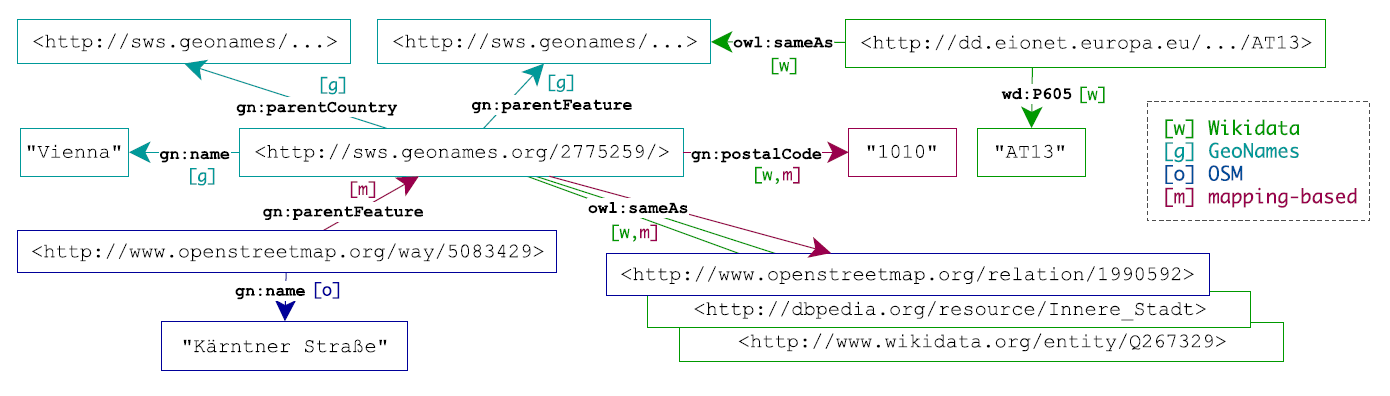 <http://sws.geonames/...>
<http://sws.geonames/...>
owl:sameAs
[w]
<http://dd.eionet.europa.eu/.../AT13>
[g]
gn:parentCountry
[g]
gn:parentFeature
wd:P605 [w]
"Vienna"
gn:name
[g]
<http://sws.geonames.org/2775259/>
gn:postalCode
[w,m]
"1010"
"AT13"
[w] Wikidata
[g] GeoNames
[o] OSM
[m] mapping-based
[m]
gn:parentFeature
owl:sameAs
[w,m]
<http://www.openstreetmap.org/way/5083429>
gn:name [o]
"Kärntner Straße"
<http://www.openstreetmap.org/relation/1990592>
<http://dbpedia.org/resource/Innere_Stadt>
<http://www.wikidata.org/entity/Q267329>